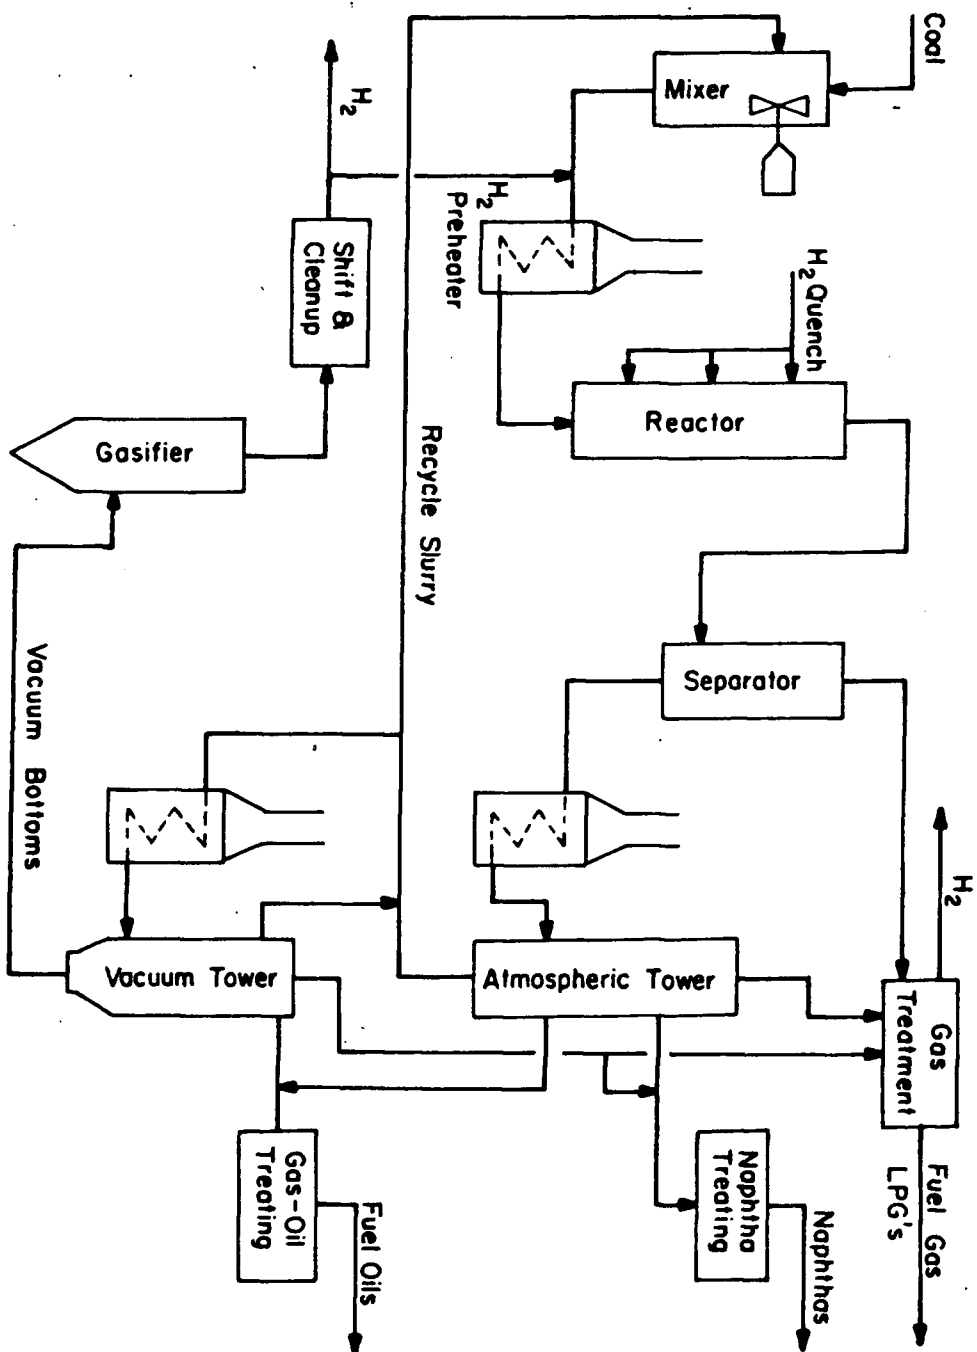 Coal
Mixer
H2
H2
Preheater
Shift &
Cleanup
H2 Quench
Reactor
Gasifier
Recycle Slurry
Separator
Vacuum Bottoms
H2
Vacuum Tower
Atmospheric Tower
Gas
Treatment
Fuel Gas
LPG's
Naphtha
Treating
Naphthas
Gas-Oil
Treating
Fuel Oils